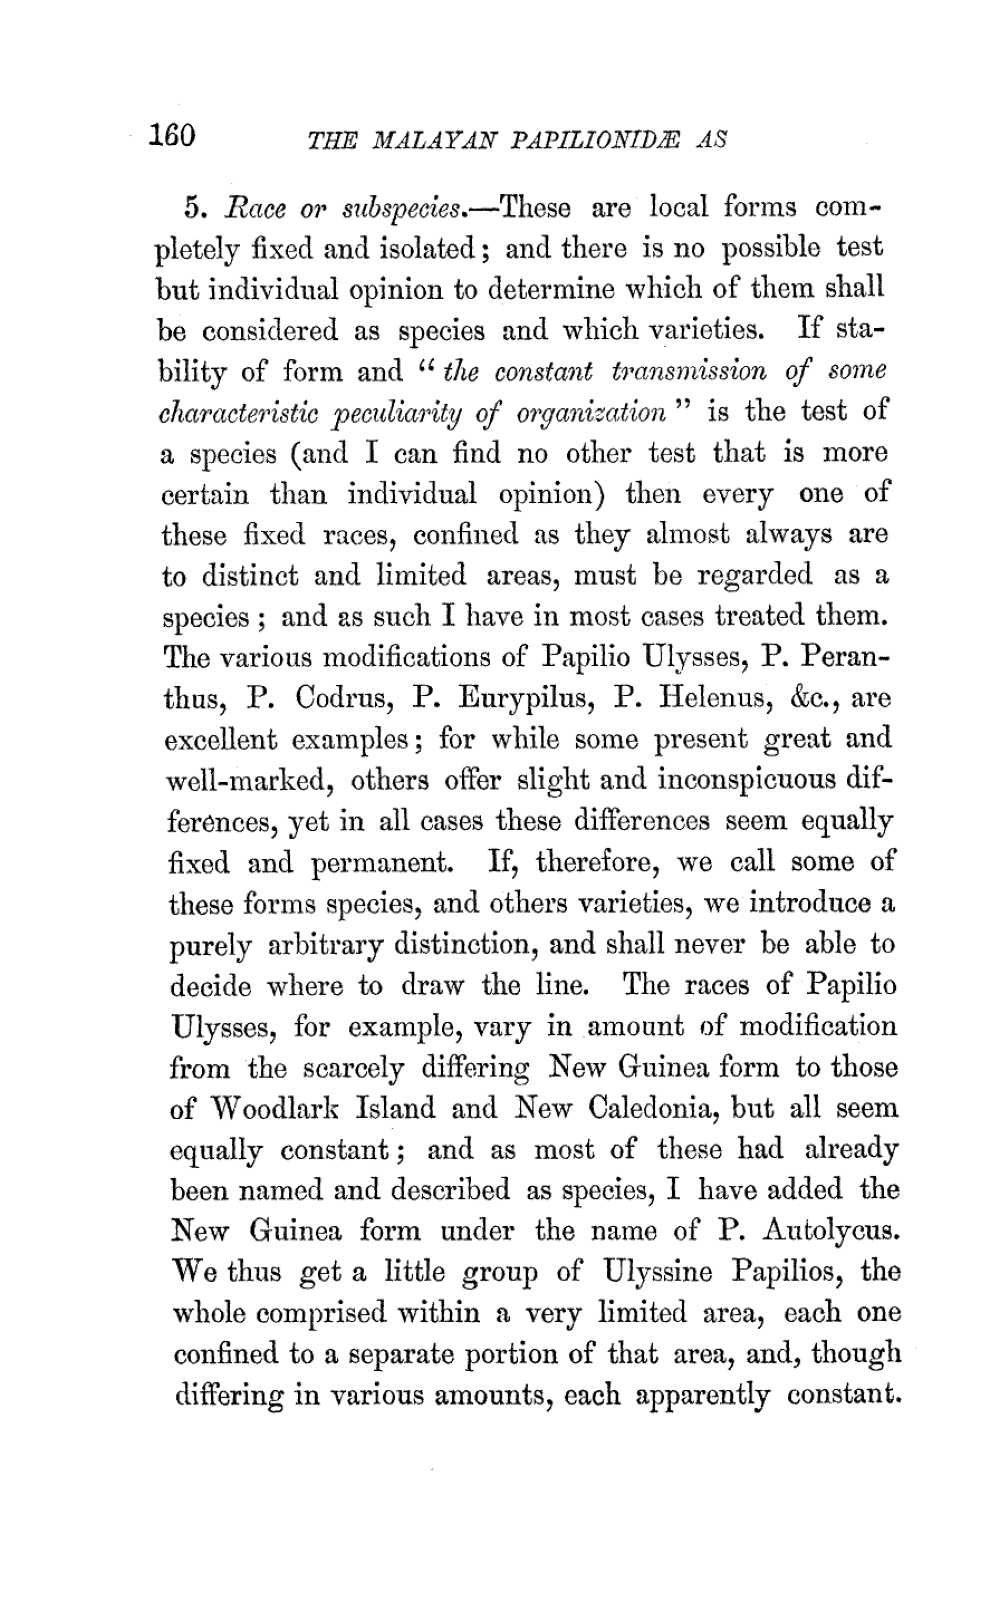 160 THE MALAYAN PAPILIONIDÆ AS
5. Race or subspecies.—These are local forms com-
pletely fixed and isolated; and there is no possible test
but individual opinion to determine which of them shall
be considered as species and which varieties. If sta-
bility of form and “the constant transmission of some
characteristic peculiarity of organization” is the test of
a species (and I can find no other test that is more
certain than individual opinion) then every one of
these fixed races, confined as they almost always are
to distinct and limited areas, must be regarded as a
species; and as such I have in most cases treated them.
The various modifications of Papilio Ulysses, P. Peran-
thus, P. Codrus, P. Eurypilus, P. Helenus, &c., are
excellent examples; for while some present great and
well-marked, others offer slight and inconspicuous dif-
ferences, yet in all cases these differences seem equally
fixed and permanent. If, therefore, we call some of
these forms species, and others varieties, we introduce a
purely arbitrary distinction, and shall never be able to
decide where to draw the line. The races of Papilio
Ulysses, for example, vary in amount of modification
from the scarcely differing New Guinea form to those
of Woodlark Island and New Caledonia, but all seem
equally constant; and as most of these had already
been named and described as species, I have added the
New Guinea form under the name of P. Autolycus.
We thus get a little group of Ulyssine Papilios, the
whole comprised within a very limited area, each one
confined to a separate portion of that area, and, though
differing in various amounts, each apparently constant.